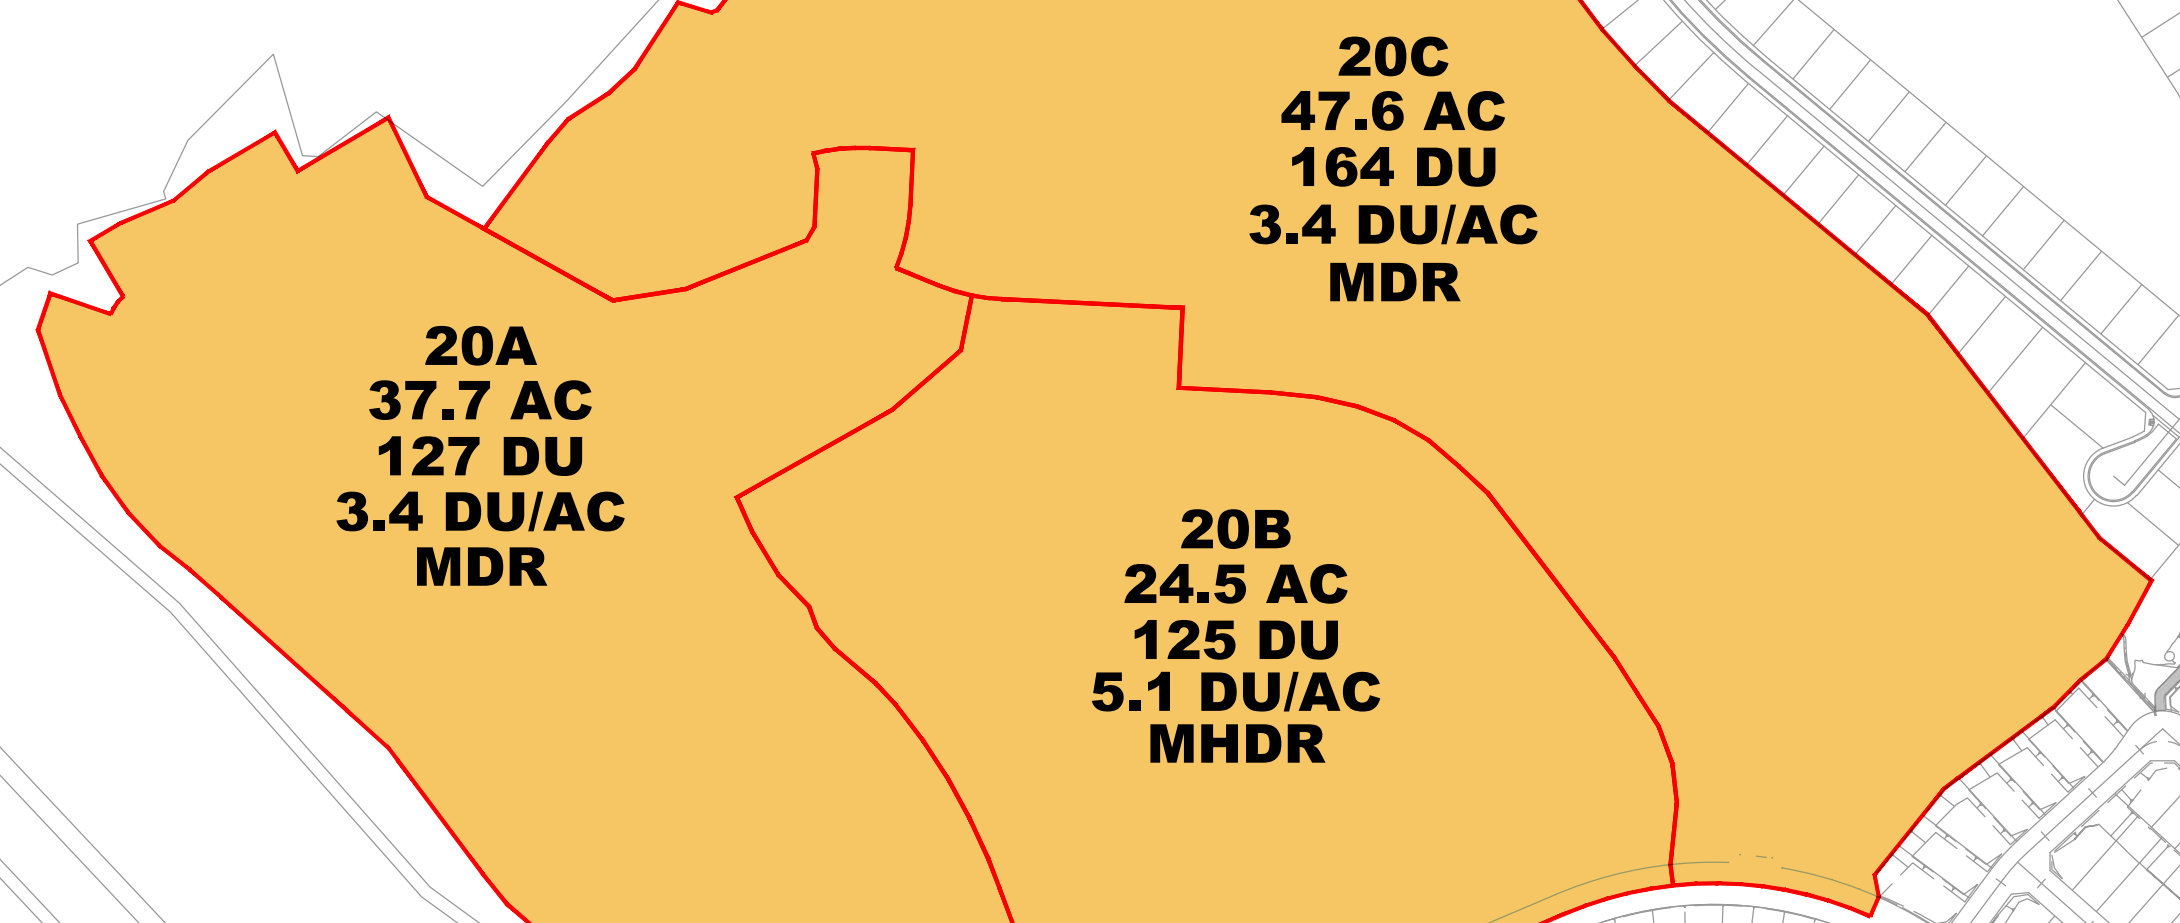 20C
47.6 AC
164 DU
3.4 DU/AC
MDR
20A
37.7 AC
127 DU
3.4 DU/AC
MDR
20B
24.5 AC
125 DU
5.1 DU/AC
MHDR